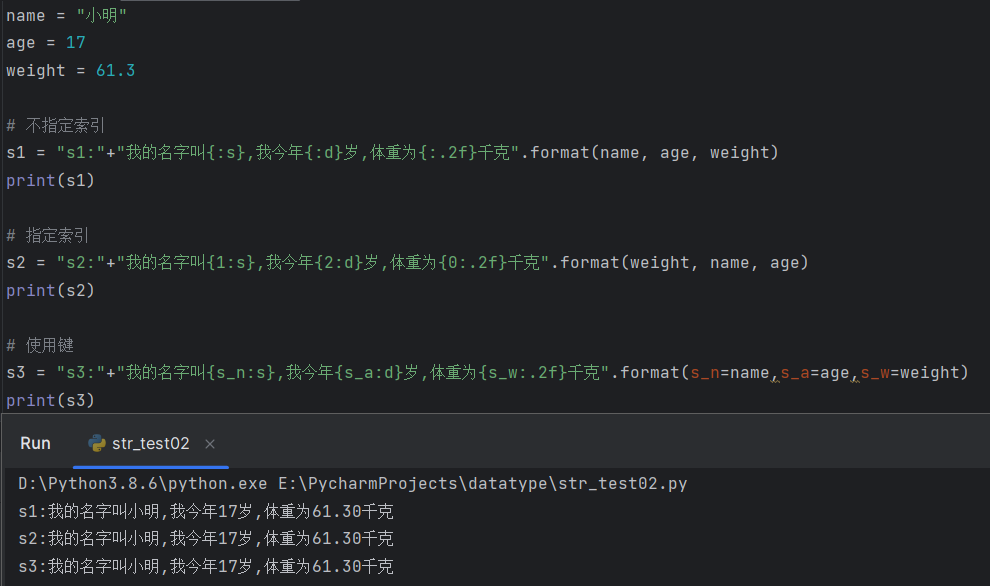 name = "小明"
age = 17
weight = 61.3
# 不指定索引
s1 = "s1:"+"我的名字叫{:s},我今年{:d}岁,体重为{:.2f}千克".format(name, age, weight)
print(s1)
# 指定索引
s2 = "s2:"+"我的名字叫{1:s},我今年{2:d}岁,体重为{0:.2f}千克".format(weight, name, age)
print(s2)
# 使用键
s3 = "s3:"+"我的名字叫{s_n:s},我今年{s_a:d}岁,体重为{s_w:.2f}千克".format(s_n=name,s_a=age,s_w=weight)
print(s3)
Run str_test02 ×
D:\Python3.8.6\python.exe E:\PycharmProjects\datatype\str_test02.py
s1:我的名字叫小明,我今年17岁,体重为61.30千克
s2:我的名字叫小明,我今年17岁,体重为61.30千克
s3:我的名字叫小明,我今年17岁,体重为61.30千克